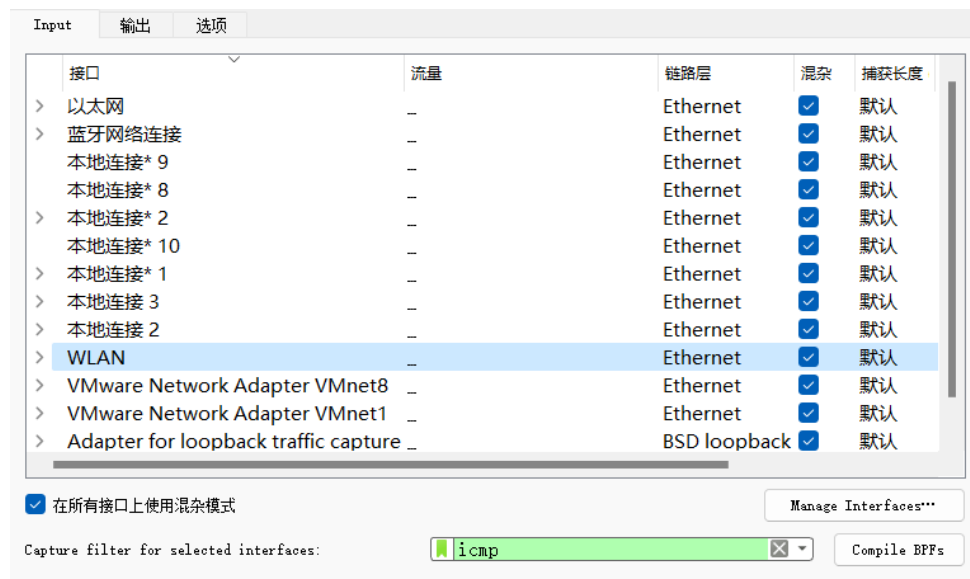 Input 输出 选项
接口 流量 链路层 混杂 捕获长度
以太网 _ Ethernet 默认
蓝牙网络连接 _ Ethernet 默认
本地连接* 9 _ Ethernet 默认
本地连接* 8 _ Ethernet 默认
本地连接* 2 _ Ethernet 默认
本地连接* 10 _ Ethernet 默认
本地连接* 1 _ Ethernet 默认
本地连接 3 _ Ethernet 默认
本地连接 2 _ Ethernet 默认
WLAN _ Ethernet 默认
VMware Network Adapter VMnet8 _ Ethernet 默认
VMware Network Adapter VMnet1 _ Ethernet 默认
Adapter for loopback traffic capture _ BSD loopback 默认
在所有接口上使用混杂模式 Manage Interfaces…
Capture filter for selected interfaces: icmp Compile BPFs